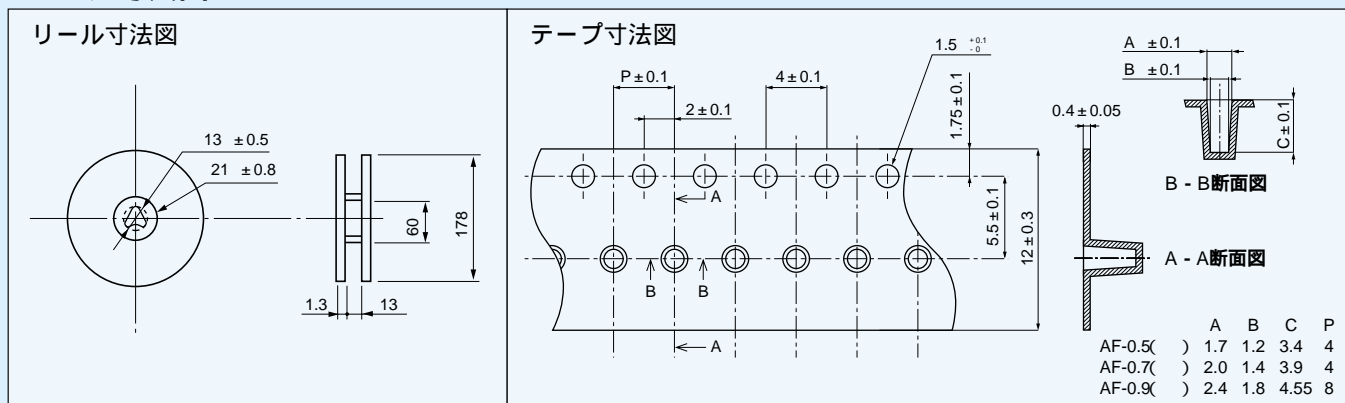 リール寸法図
13 ±0.5
21 ±0.8
60
178
1.3
13
テープ寸法図
1.5 +0.1 -0
P±0.1
4±0.1
2±0.1
1.75±0.1
A
5.5±0.1
12±0.3
B
B
A
A ±0.1
B ±0.1
0.4±0.05
C±0.1
B - B断面図
A - A断面図
A B C P
AF-0.5( ) 1.7 1.2 3.4 4
AF-0.7( ) 2.0 1.4 3.9 4
AF-0.9( ) 2.4 1.8 4.55 8